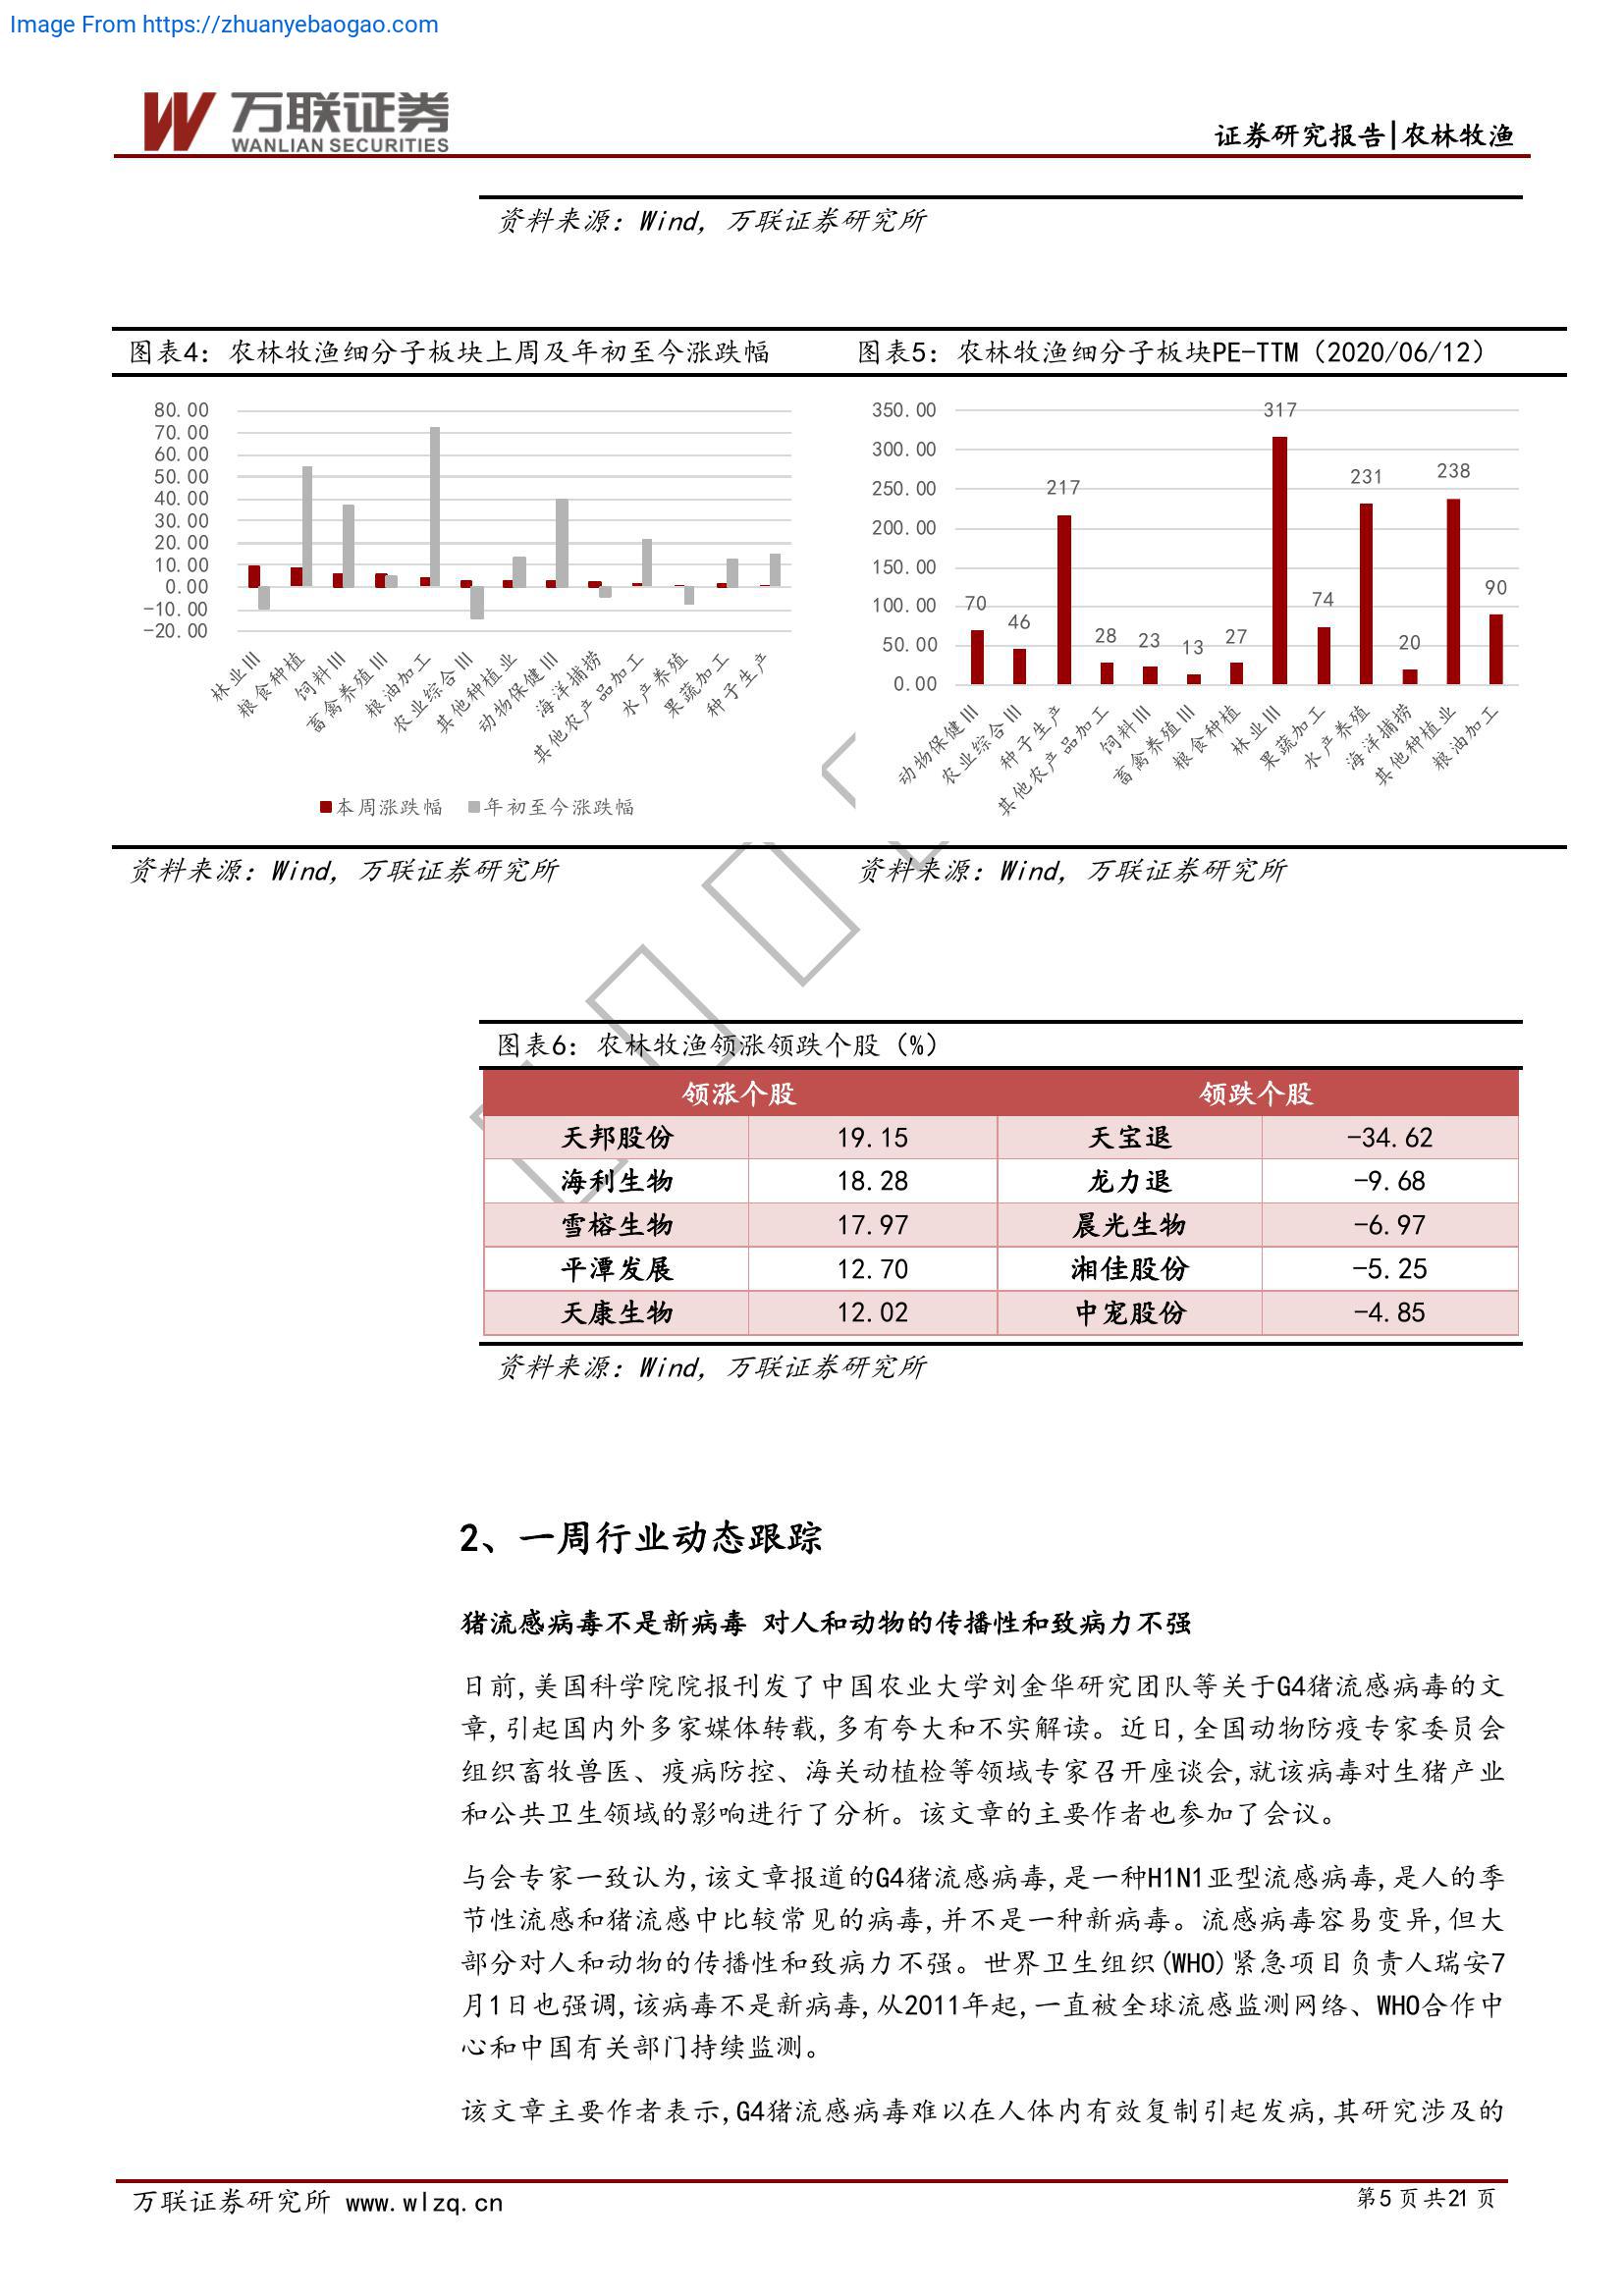 Image From https://zhuanyebaogao.com
万联证券
WANLIAN SECURITIES
证券研究报告|农林牧渔
资料来源：Wind，万联证券研究所
图表4：农林牧渔细分子板块上周及年初至今涨跌幅
80.00
70.00
60.00
50.00
40.00
30.00
20.00
10.00
0.00
-10.00
-20.00
林业Ⅲ
粮食种植
饲料Ⅲ
畜禽养殖Ⅲ
粮油加工
农业综合Ⅲ
其他种植业
动物保健Ⅲ
海洋捕捞
其他农产品加工
水产养殖
果蔬加工
种子生产
本周涨跌幅 年初至今涨跌幅
资料来源：Wind，万联证券研究所
图表5：农林牧渔细分子板块PE-TTM（2020/06/12）
350.00
300.00
250.00
200.00
150.00
100.00
50.00
0.00
70
46
217
28
23
13
27
317
74
231
20
238
90
动物保健Ⅲ
农业综合Ⅲ
种子生产
其他农产品加工
饲料Ⅲ
畜禽养殖Ⅲ
粮食种植
林业Ⅲ
果蔬加工
水产养殖
海洋捕捞
其他种植业
粮油加工
资料来源：Wind，万联证券研究所
图表6：农林牧渔领涨领跌个股（%）
领涨个股 领跌个股
天邦股份 19.15 天宝退 -34.62
海利生物 18.28 龙力退 -9.68
雪榕生物 17.97 晨光生物 -6.97
平潭发展 12.70 湘佳股份 -5.25
天康生物 12.02 中宠股份 -4.85
资料来源：Wind，万联证券研究所
2、一周行业动态跟踪
猪流感病毒不是新病毒 对人和动物的传播性和致病力不强
日前,美国科学院院报刊发了中国农业大学刘金华研究团队等关于G4猪流感病毒的文
章,引起国内外多家媒体转载,多有夸大和不实解读。近日,全国动物防疫专家委员会
组织畜牧兽医、疫病防控、海关动植检等领域专家召开座谈会,就该病毒对生猪产业
和公共卫生领域的影响进行了分析。该文章的主要作者也参加了会议。
与会专家一致认为,该文章报道的G4猪流感病毒,是一种H1N1亚型流感病毒,是人的季
节性流感和猪流感中比较常见的病毒,并不是一种新病毒。流感病毒容易变异,但大
部分对人和动物的传播性和致病力不强。世界卫生组织(WHO)紧急项目负责人瑞安7
月1日也强调,该病毒不是新病毒,从2011年起,一直被全球流感监测网络、WHO合作中
心和中国有关部门持续监测。
该文章主要作者表示,G4猪流感病毒难以在人体内有效复制引起发病,其研究涉及的
万联证券研究所 www.wlzq.cn
第5 页共21 页